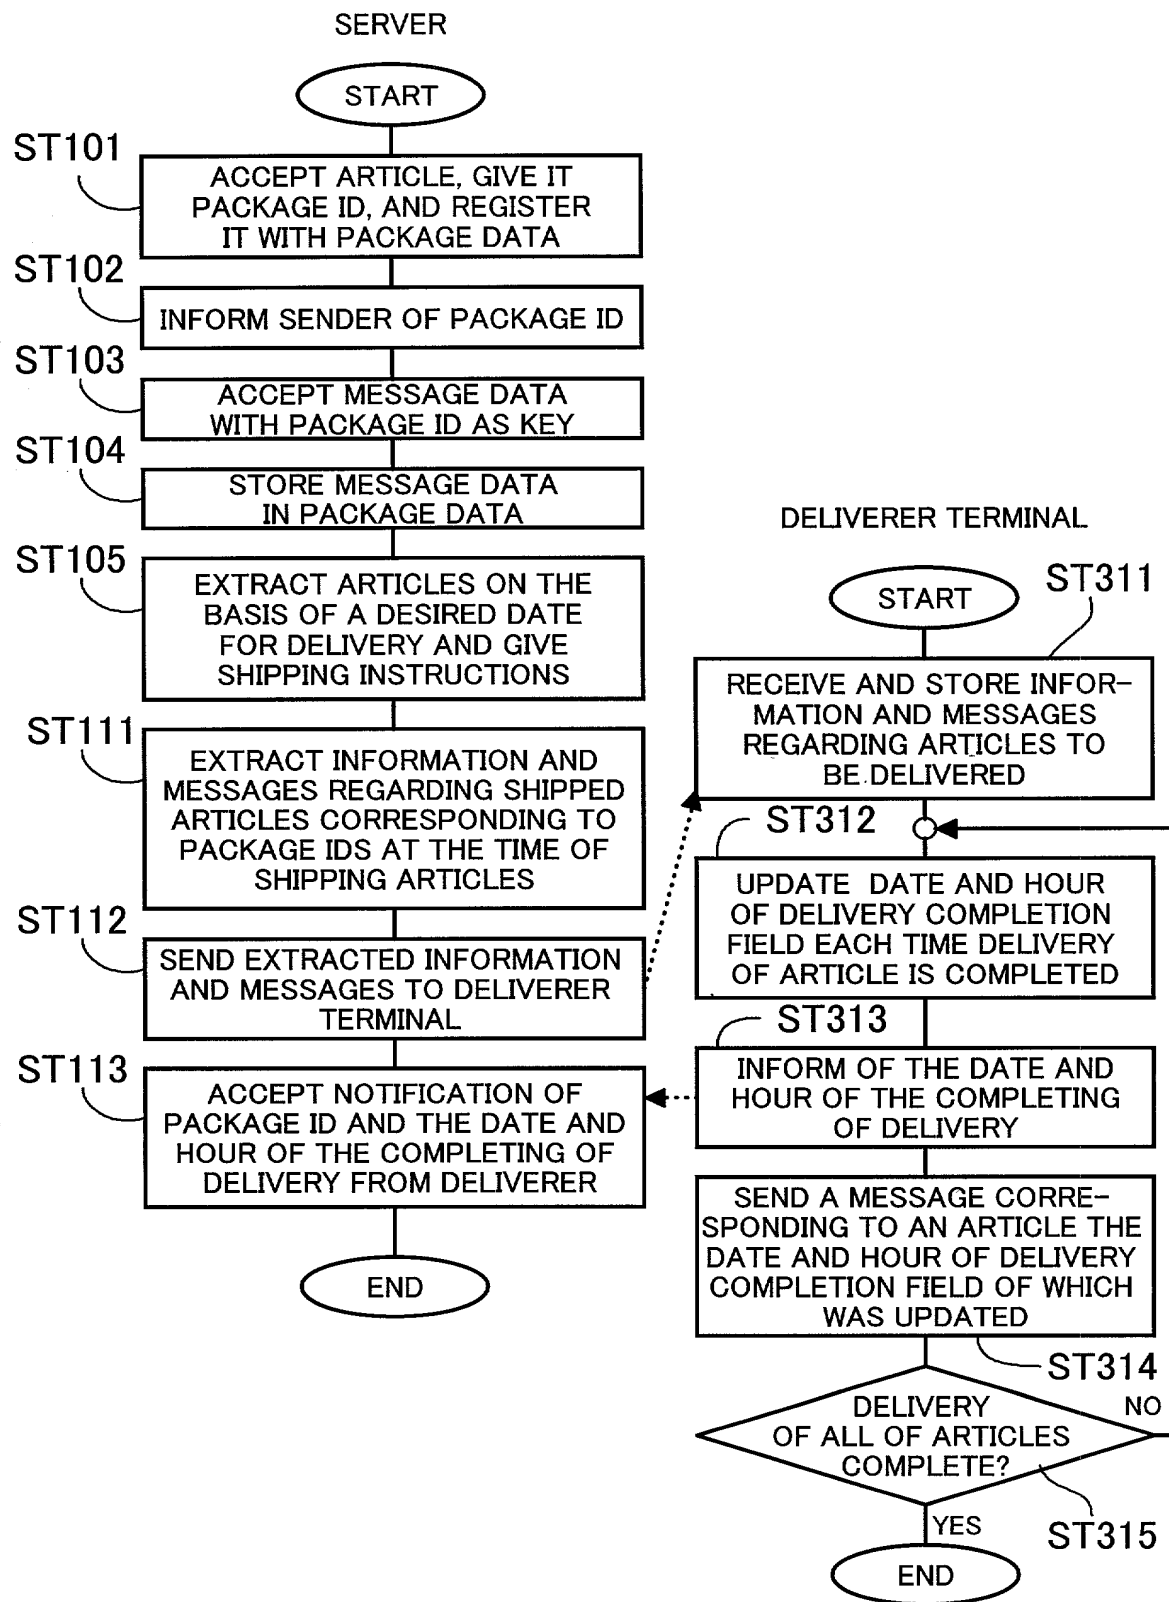 SERVER
START
ST101
ACCEPT ARTICLE, GIVE IT
PACKAGE ID, AND REGISTER
IT WITH PACKAGE DATA
ST102
INFORM SENDER OF PACKAGE ID
ST103
ACCEPT MESSAGE DATA
WITH PACKAGE ID AS KEY
ST104
STORE MESSAGE DATA
IN PACKAGE DATA
ST105
EXTRACT ARTICLES ON THE
BASIS OF A DESIRED DATE
FOR DELIVERY AND GIVE
SHIPPING INSTRUCTIONS
ST111
EXTRACT INFORMATION AND
MESSAGES REGARDING SHIPPED
ARTICLES CORRESPONDING TO
PACKAGE IDS AT THE TIME OF
SHIPPING ARTICLES
ST112
SEND EXTRACTED INFORMATION
AND MESSAGES TO DELIVERER
TERMINAL
ST113
ACCEPT NOTIFICATION OF
PACKAGE ID AND THE DATE AND
HOUR OF THE COMPLETING OF
DELIVERY FROM DELIVERER
END
DELIVERER TERMINAL
START
ST311
RECEIVE AND STORE INFOR-
MATION AND MESSAGES
REGARDING ARTICLES TO
BE DELIVERED
ST312
UPDATE DATE AND HOUR
OF DELIVERY COMPLETION
FIELD EACH TIME DELIVERY
OF ARTICLE IS COMPLETED
ST313
INFORM OF THE DATE AND
HOUR OF THE COMPLETING
OF DELIVERY
SEND A MESSAGE CORRE-
SPONDING TO AN ARTICLE THE
DATE AND HOUR OF DELIVERY
COMPLETION FIELD OF WHICH
WAS UPDATED
ST314
DELIVERY
OF ALL OF ARTICLES
COMPLETE?
NO
ST315
YES
END